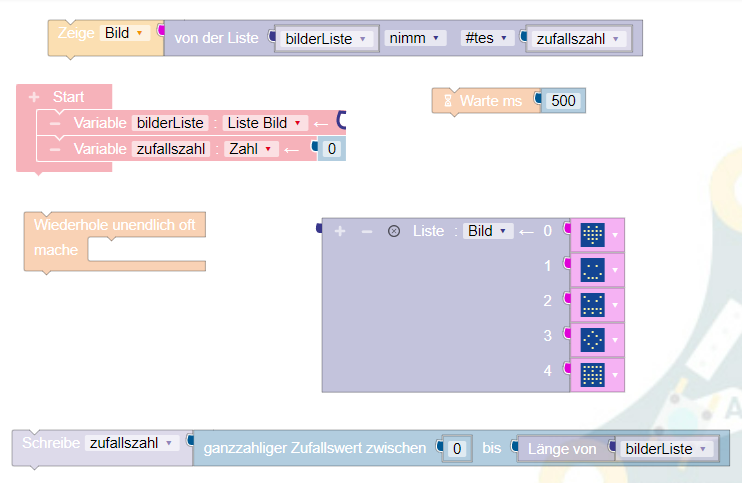 Zeige Bild von der Liste bilderListe nimm #tes zufallszahl
+ Start
Warte ms 500
− Variable bilderListe : Liste Bild ←
− Variable zufallszahl : Zahl ← 0
Wiederhole unendlich oft
mache
+ − Liste : Bild ← 0
1
2
3
4
Schreibe zufallszahl ganzzahliger Zufallswert zwischen 0 bis Länge von bilderListe